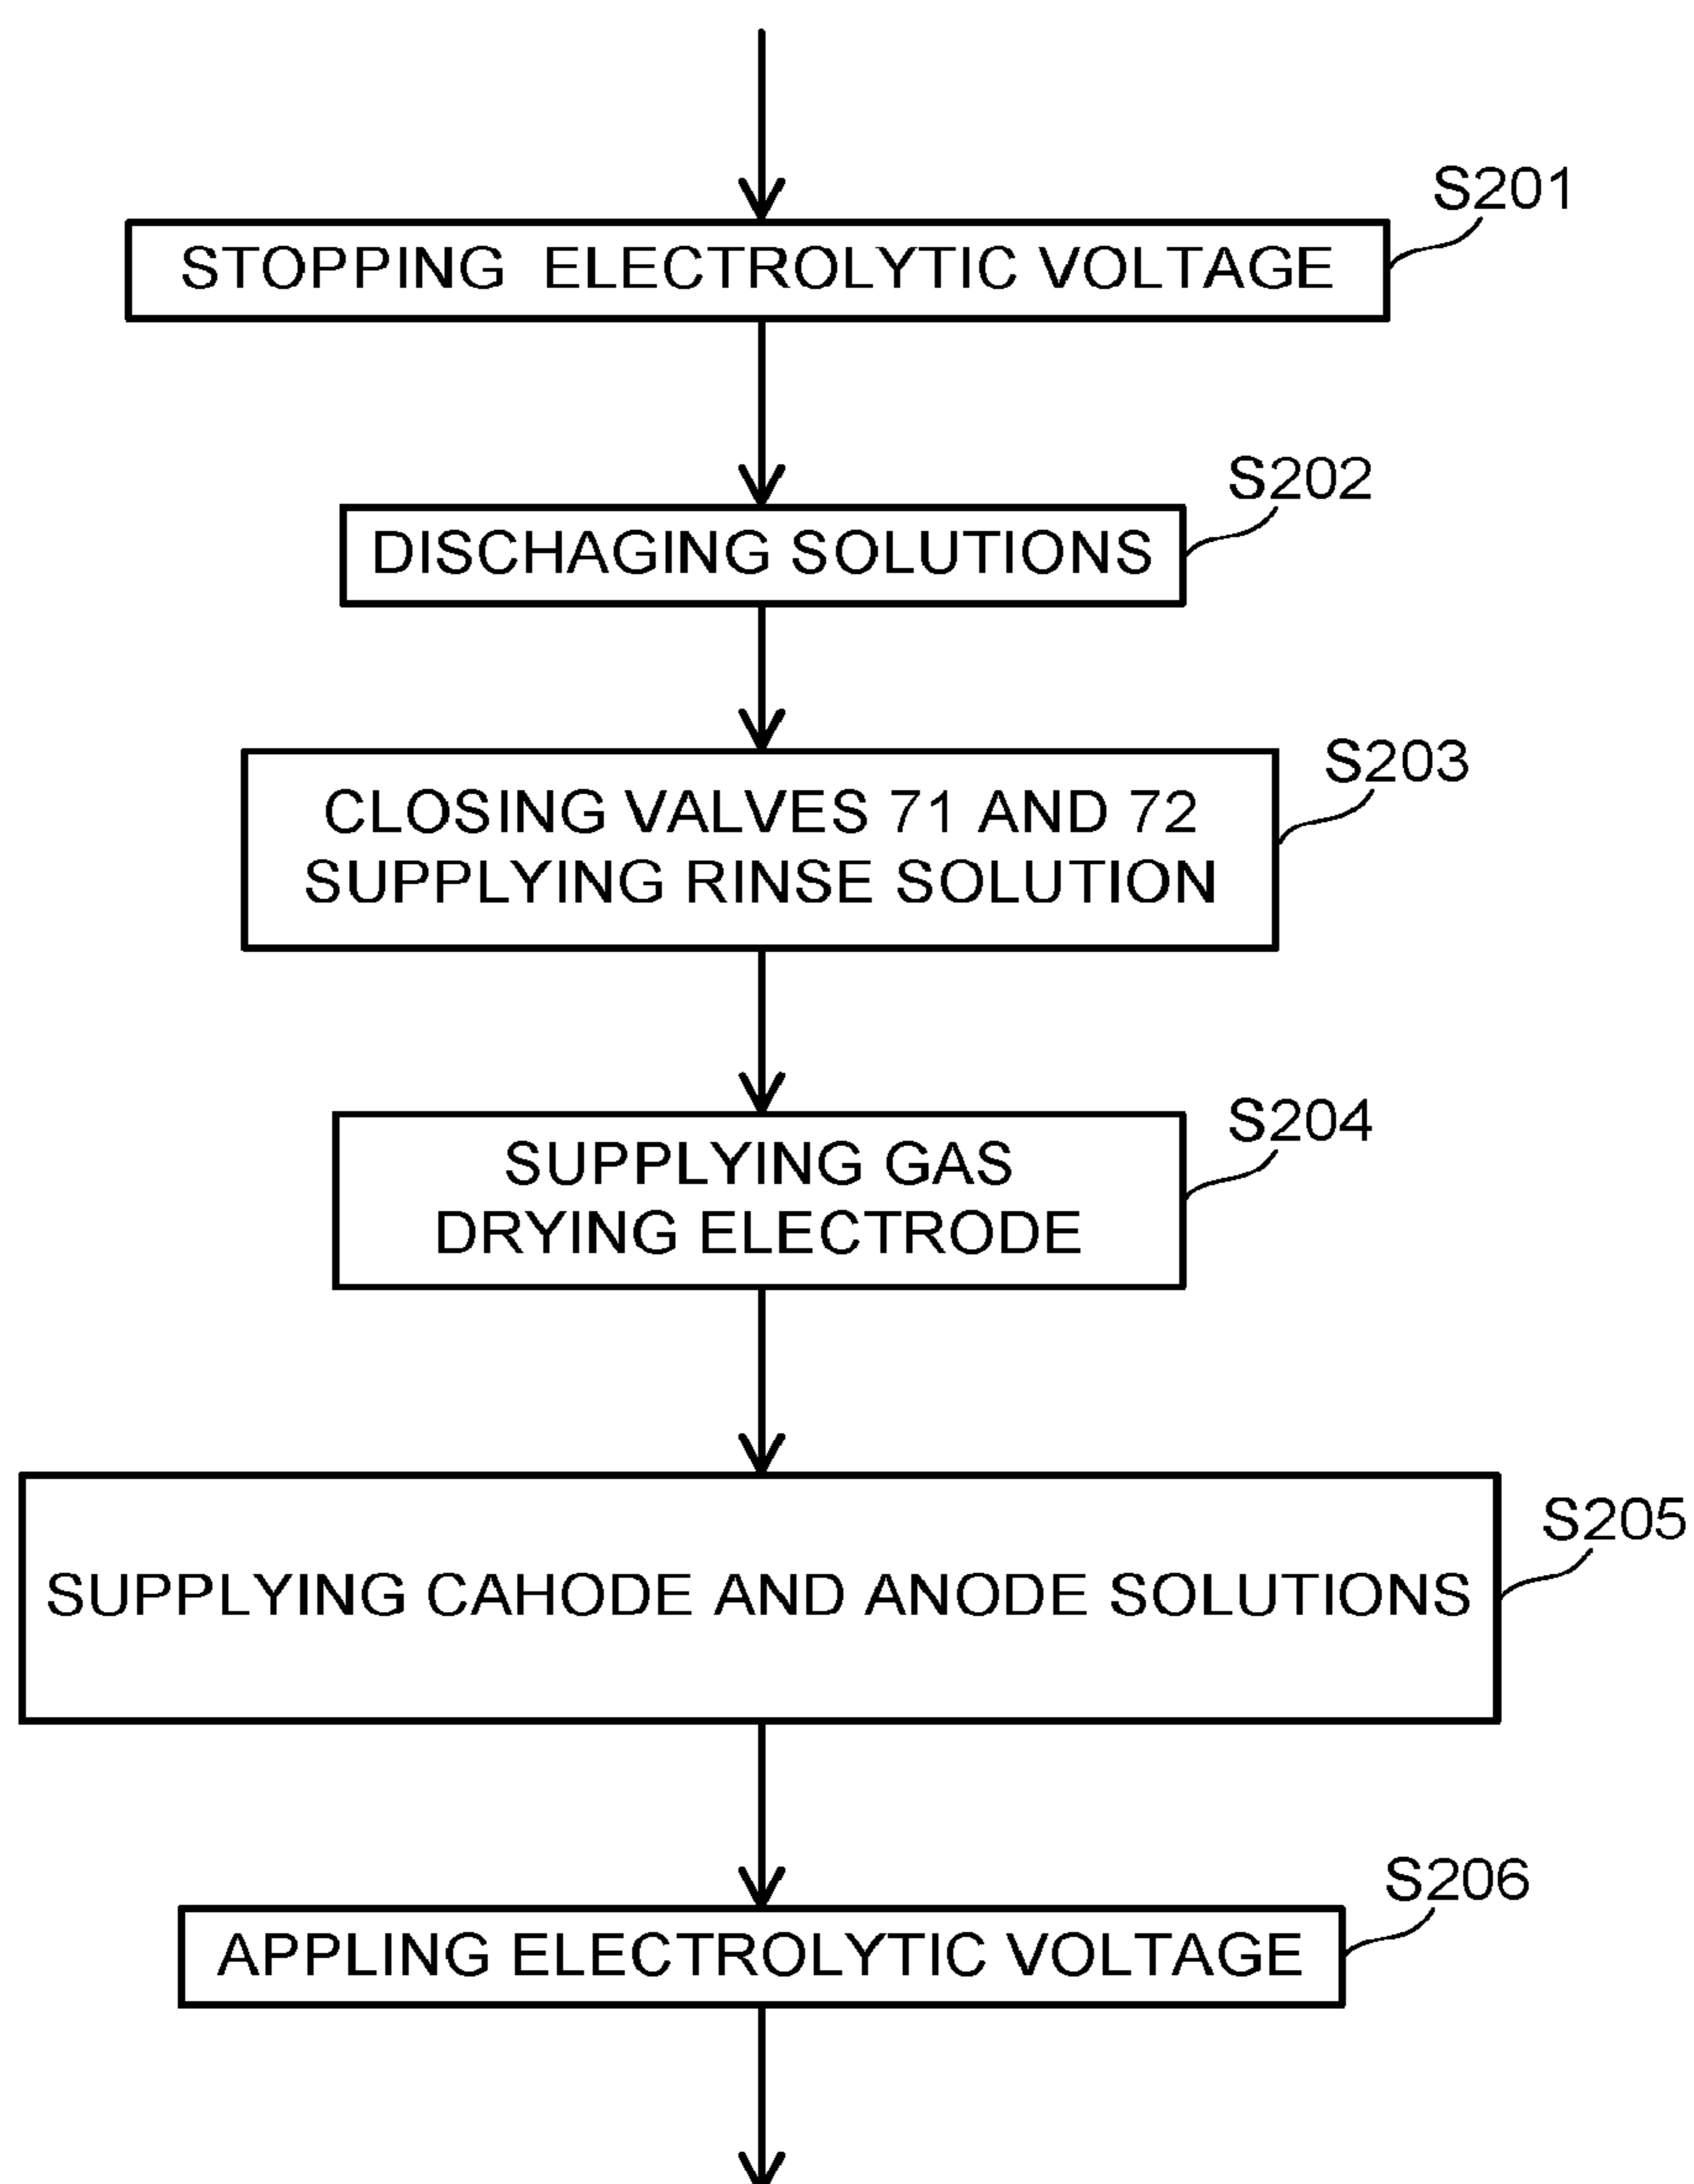 S201
STOPPING ELECTROLYTIC VOLTAGE
S202
DISCHAGING SOLUTIONS
S203
CLOSING VALVES 71 AND 72
SUPPLYING RINSE SOLUTION
S204
SUPPLYING GAS
DRYING ELECTRODE
S205
SUPPLYING CAHODE AND ANODE SOLUTIONS
S206
APPLING ELECTROLYTIC VOLTAGE